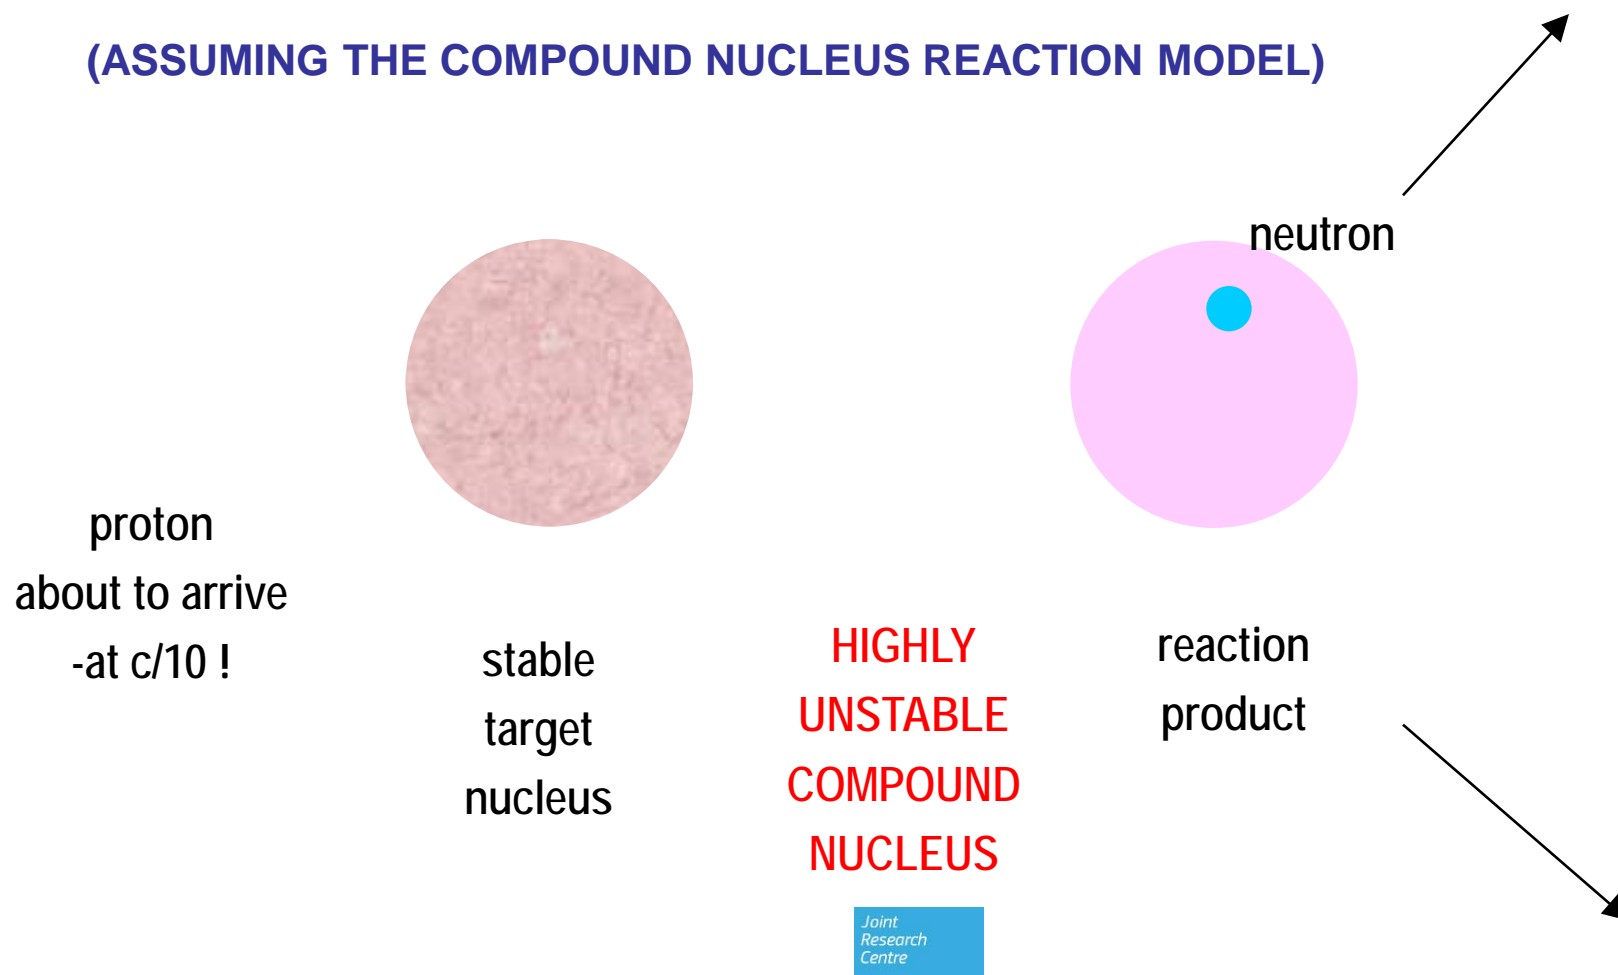 (ASSUMING THE COMPOUND NUCLEUS REACTION MODEL)
neutron
proton
about to arrive
-at c/10 !
stable
target
nucleus
HIGHLY
UNSTABLE
COMPOUND
NUCLEUS
reaction
product
Joint
Research
Centre